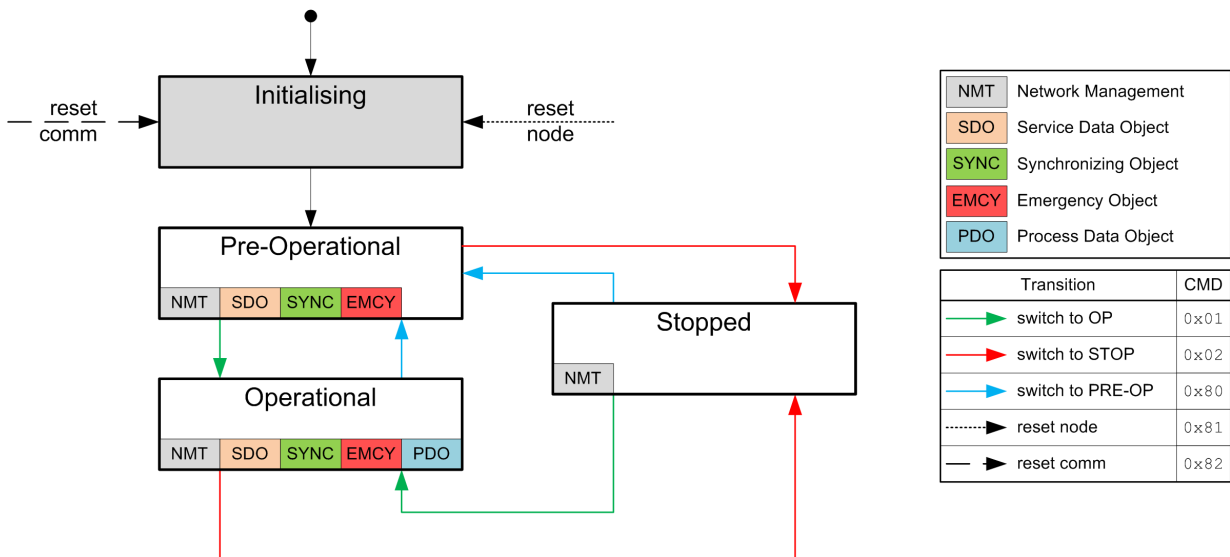 Initialising
reset
comm
reset
node
Pre-Operational
NMT SDO SYNC EMCY
Stopped
NMT
Operational
NMT SDO SYNC EMCY PDO
NMT Network Management
SDO Service Data Object
SYNC Synchronizing Object
EMCY Emergency Object
PDO Process Data Object
Transition CMD
switch to OP 0x01
switch to STOP 0x02
switch to PRE-OP 0x80
reset node 0x81
reset comm 0x82